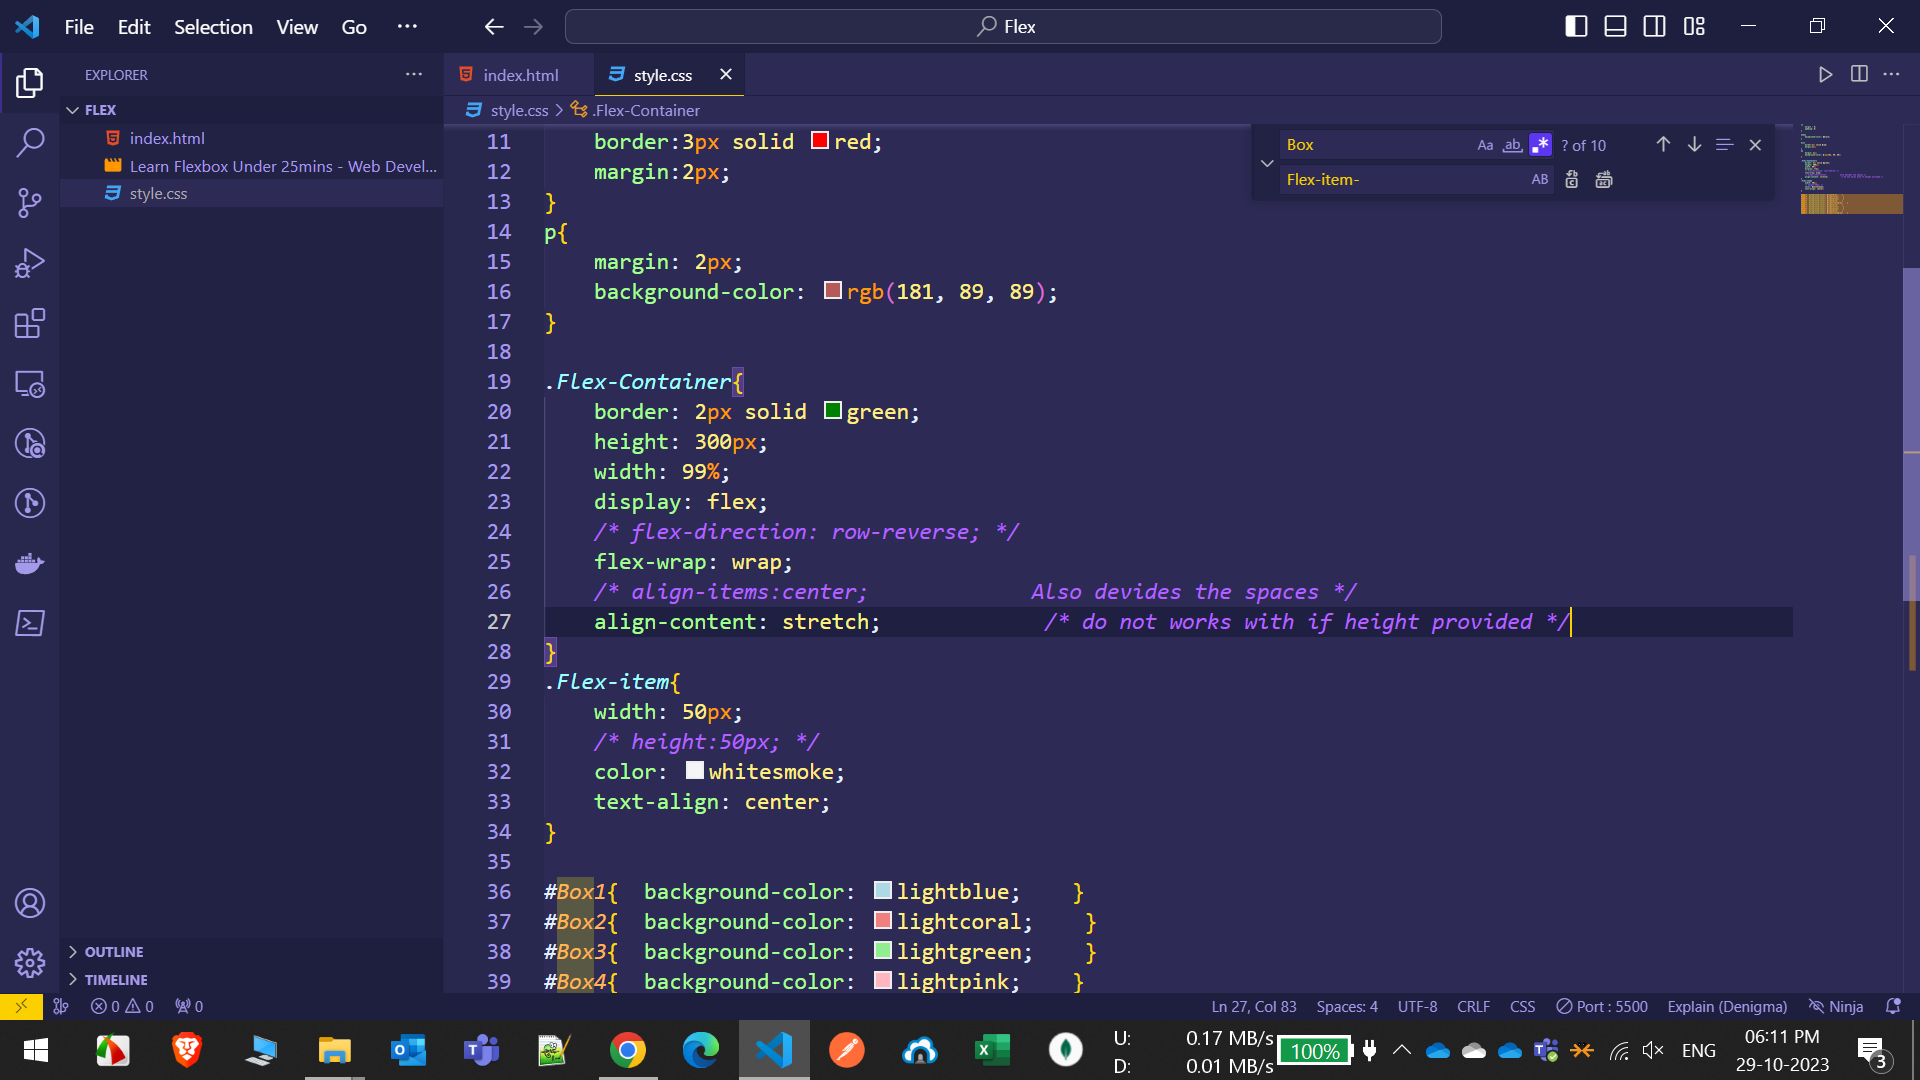 File Edit Selection View Go ···
Flex
EXPLORER ···
FLEX
index.html
Learn Flexbox Under 25mins - Web Devel...
style.css
OUTLINE
TIMELINE
index.html
style.css
style.css > .Flex-Container
Box Aa ab ? of 10
Flex-item- AB
11 border:3px solid red;
12 margin:2px;
13 }
14 p{
15 margin: 2px;
16 background-color: rgb(181, 89, 89);
17 }
18
19 .Flex-Container{
20 border: 2px solid green;
21 height: 300px;
22 width: 99%;
23 display: flex;
24 /* flex-direction: row-reverse; */
25 flex-wrap: wrap;
26 /* align-items:center; Also devides the spaces */
27 align-content: stretch; /* do not works with if height provided */
28 }
29 .Flex-item{
30 width: 50px;
31 /* height:50px; */
32 color: whitesmoke;
33 text-align: center;
34 }
35
36 #Box1{ background-color: lightblue; }
37 #Box2{ background-color: lightcoral; }
38 #Box3{ background-color: lightgreen; }
39 #Box4{ background-color: lightpink; }
0 0 0 Ln 27, Col 83 Spaces: 4 UTF-8 CRLF CSS Port : 5500 Explain (Denigma) Ninja
U: 0.17 MB/s
D: 0.01 MB/s
100%
ENG
06:11 PM
29-10-2023
3